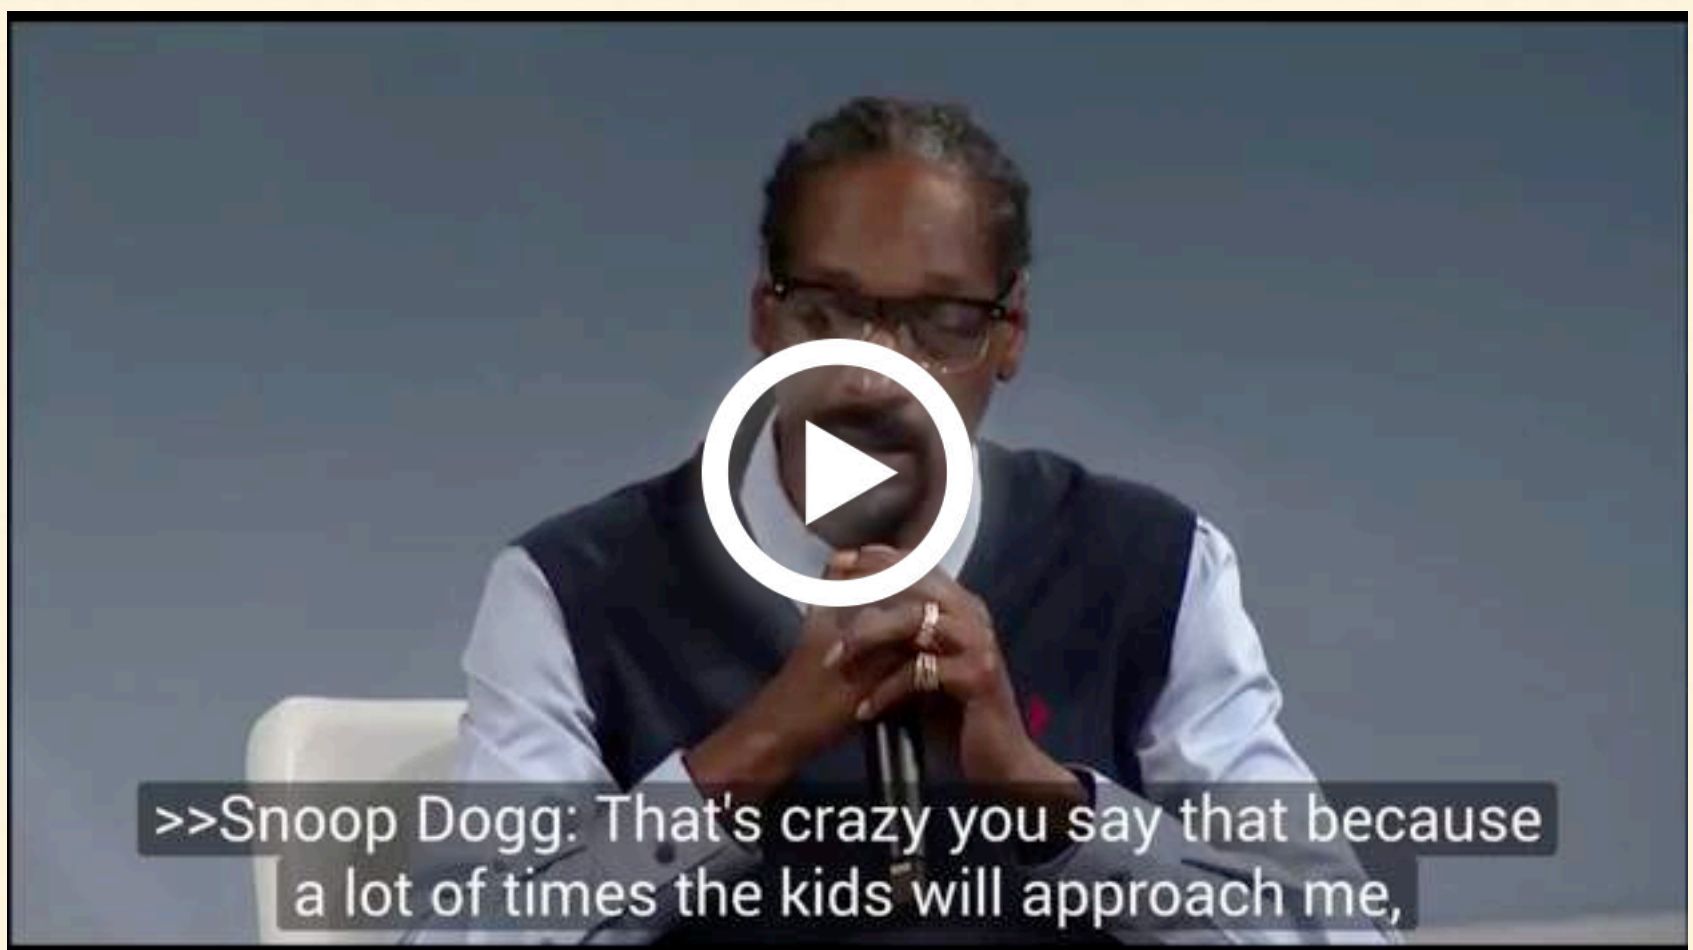 >>Snoop Dogg: That's crazy you say that because
a lot of times the kids will approach me,